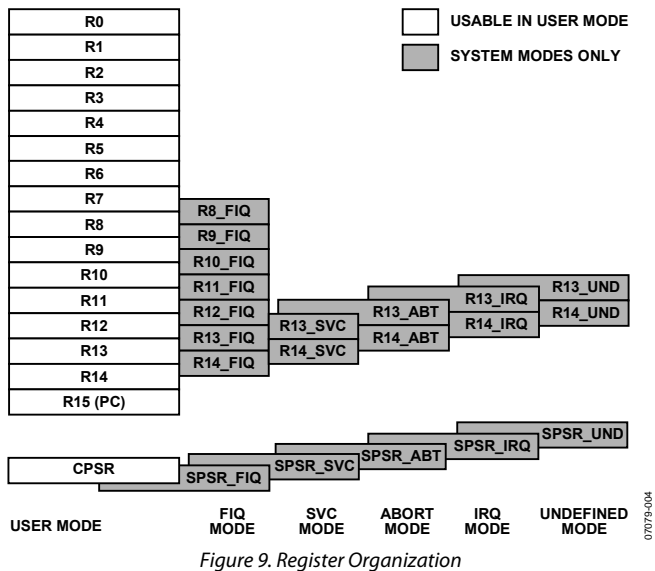 R0
R1
R2
R3
R4
R5
R6
R7
R8
R9
R10
R11
R12
R13
R14
R15 (PC)
R8_FIQ
R9_FIQ
R10_FIQ
R11_FIQ
R12_FIQ
R13_FIQ
R14_FIQ
R13_SVC
R14_SVC
R13_ABT
R14_ABT
R13_IRQ
R14_IRQ
R13_UND
R14_UND
USABLE IN USER MODE
SYSTEM MODES ONLY
CPSR
SPSR_FIQ
SPSR_SVC
SPSR_ABT
SPSR_IRQ
SPSR_UND
USER MODE
FIQ
MODE
SVC
MODE
ABORT
MODE
IRQ
MODE
UNDEFINED
MODE
07079-004
Figure 9. Register Organization